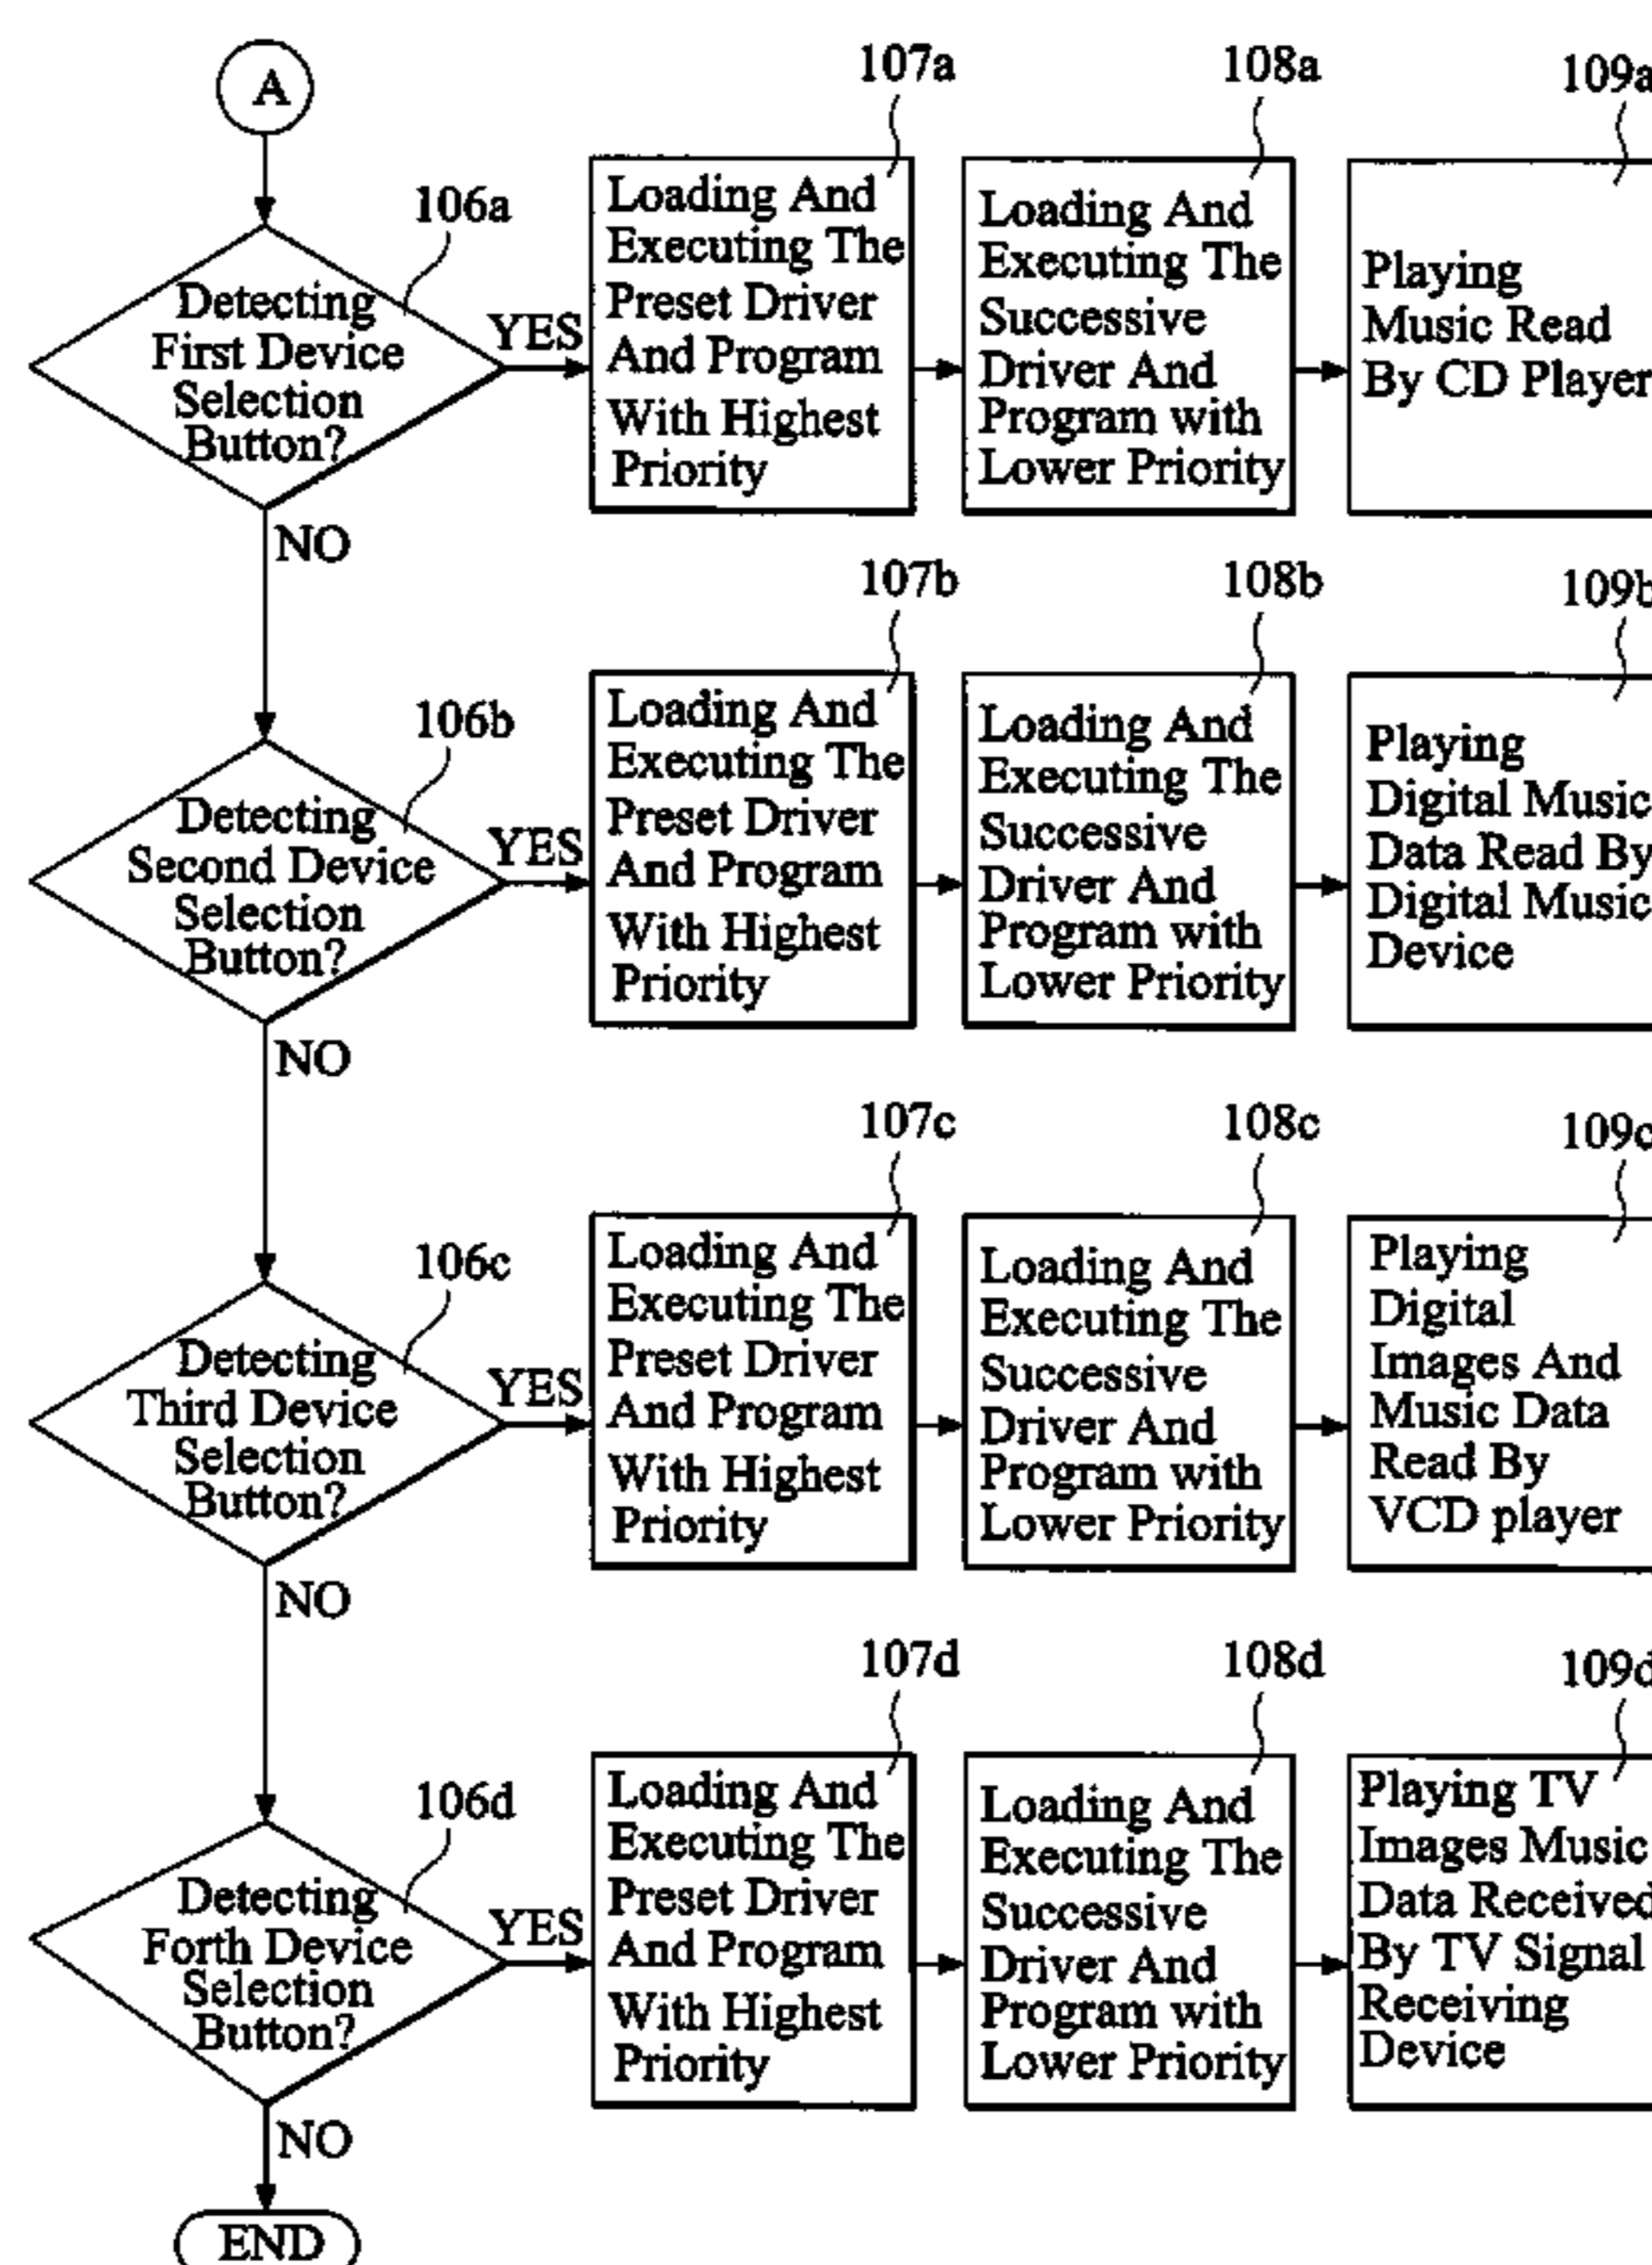 A
107a
108a
109a
106a
Detecting
First Device
Selection
Button?
YES
Loading And
Executing The
Preset Driver
And Program
With Highest
Priority
Loading And
Executing The
Successive
Driver And
Program with
Lower Priority
Playing
Music Read
By CD Player
NO
107b
108b
109b
106b
Detecting
Second Device
Selection
Button?
YES
Loading And
Executing The
Preset Driver
And Program
With Highest
Priority
Loading And
Executing The
Successive
Driver And
Program with
Lower Priority
Playing
Digital Music
Data Read By
Digital Music
Device
NO
107c
108c
109c
106c
Detecting
Third Device
Selection
Button?
YES
Loading And
Executing The
Preset Driver
And Program
With Highest
Priority
Loading And
Executing The
Successive
Driver And
Program with
Lower Priority
Playing
Digital
Images And
Music Data
Read By
VCD player
NO
107d
108d
109d
106d
Detecting
Forth Device
Selection
Button?
YES
Loading And
Executing The
Preset Driver
And Program
With Highest
Priority
Loading And
Executing The
Successive
Driver And
Program with
Lower Priority
Playing TV
Images Music
Data Received
By TV Signal
Receiving
Device
NO
END